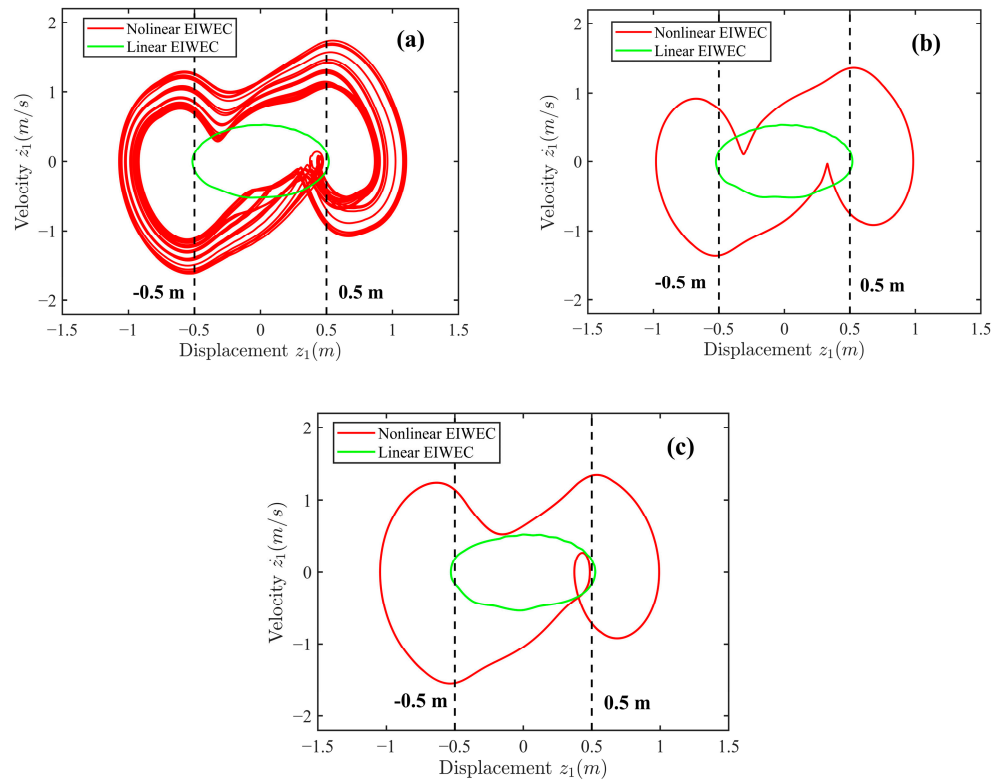 2
1
0
−1
−2
Velocity ż₁(m/s)
Nolinear EIWEC
Linear EIWEC
(a)
-0.5 m
0.5 m
−1.5 −1 −0.5 0 0.5 1 1.5
Displacement z₁(m)
2
1
0
−1
−2
Velocity ż₁(m/s)
Nonlinear EIWEC
Linear EIWEC
(b)
-0.5 m
0.5 m
−1.5 −1 −0.5 0 0.5 1 1.5
Displacement z₁(m)
2
1
0
−1
−2
Velocity ż₁(m/s)
Nonlinear EIWEC
Linear EIWEC
(c)
-0.5 m
0.5 m
−1.5 −1 −0.5 0 0.5 1 1.5
Displacement z₁(m)